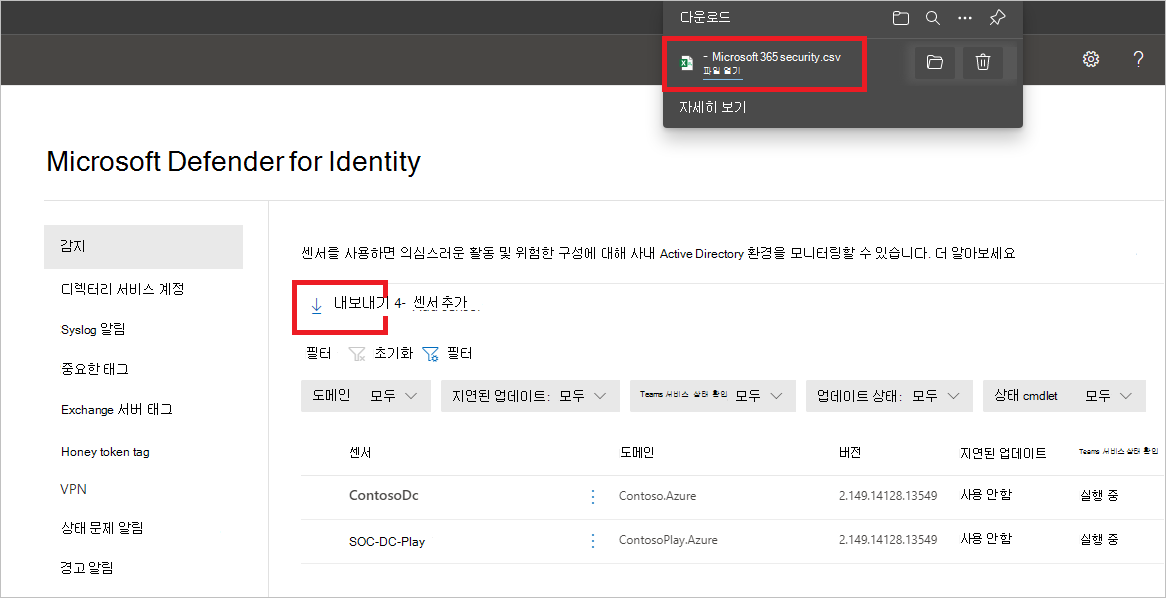 다운로드
- Microsoft 365 security.csv
파일 열기
자세히 보기
?
Microsoft Defender for Identity
감지
디렉터리 서비스 계정
Syslog 알림
중요한 태그
Exchange 서버 태그
Honey token tag
VPN
상태 문제 알림
경고 알림
센서를 사용하면 의심스러운 활동 및 위험한 구성에 대해 사내 Active Directory 환경을 모니터링할 수 있습니다. 더 알아보세요
내보내기 4- 센서 추가
필터 초기화 필터
도메인 모두 지연된 업데이트: 모두 Teams 서비스 상태 확인 모두 업데이트 상태: 모두 상태 cmdlet 모두
센서 도메인 버전 지연된 업데이트 Teams 서비스 상태 확인
ContosoDc Contoso.Azure 2.149.14128.13549 사용 안 함 실행 중
SOC-DC-Play ContosoPlay.Azure 2.149.14128.13549 사용 안 함 실행 중